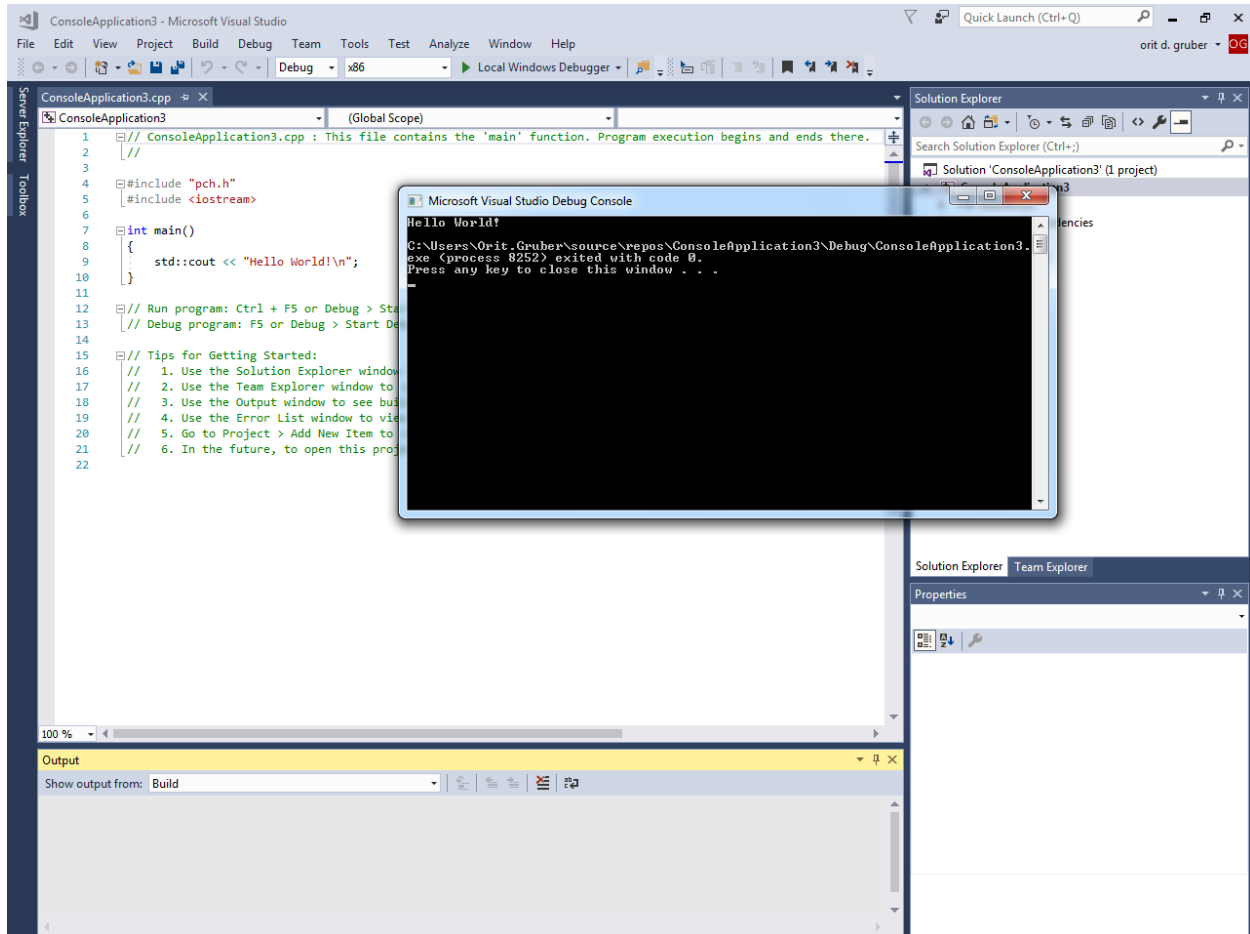 ConsoleApplication3 - Microsoft Visual Studio
Quick Launch (Ctrl+Q)
File Edit View Project Build Debug Team Tools Test Analyze Window Help
orit d. gruber
OG
Debug x86 Local Windows Debugger
Server Explorer
Toolbox
ConsoleApplication3.cpp
ConsoleApplication3 (Global Scope)
1 // ConsoleApplication3.cpp : This file contains the 'main' function. Program execution begins and ends there.
2 //
3
4 #include "pch.h"
5 #include <iostream>
6
7 int main()
8 {
9 std::cout << "Hello World!\n";
10 }
11
12 // Run program: Ctrl + F5 or Debug > Sta
13 // Debug program: F5 or Debug > Start De
14
15 // Tips for Getting Started:
16 // 1. Use the Solution Explorer window
17 // 2. Use the Team Explorer window to
18 // 3. Use the Output window to see bui
19 // 4. Use the Error List window to vie
20 // 5. Go to Project > Add New Item to
21 // 6. In the future, to open this proj
22
100 %
Microsoft Visual Studio Debug Console
Hello World!
C:\Users\Orit.Gruber\source\repos\ConsoleApplication3\Debug\ConsoleApplication3.
exe (process 8252) exited with code 0.
Press any key to close this window . . .
Solution Explorer
Search Solution Explorer (Ctrl+;)
Solution 'ConsoleApplication3' (1 project)
Solution Explorer Team Explorer
Properties
Output
Show output from: Build